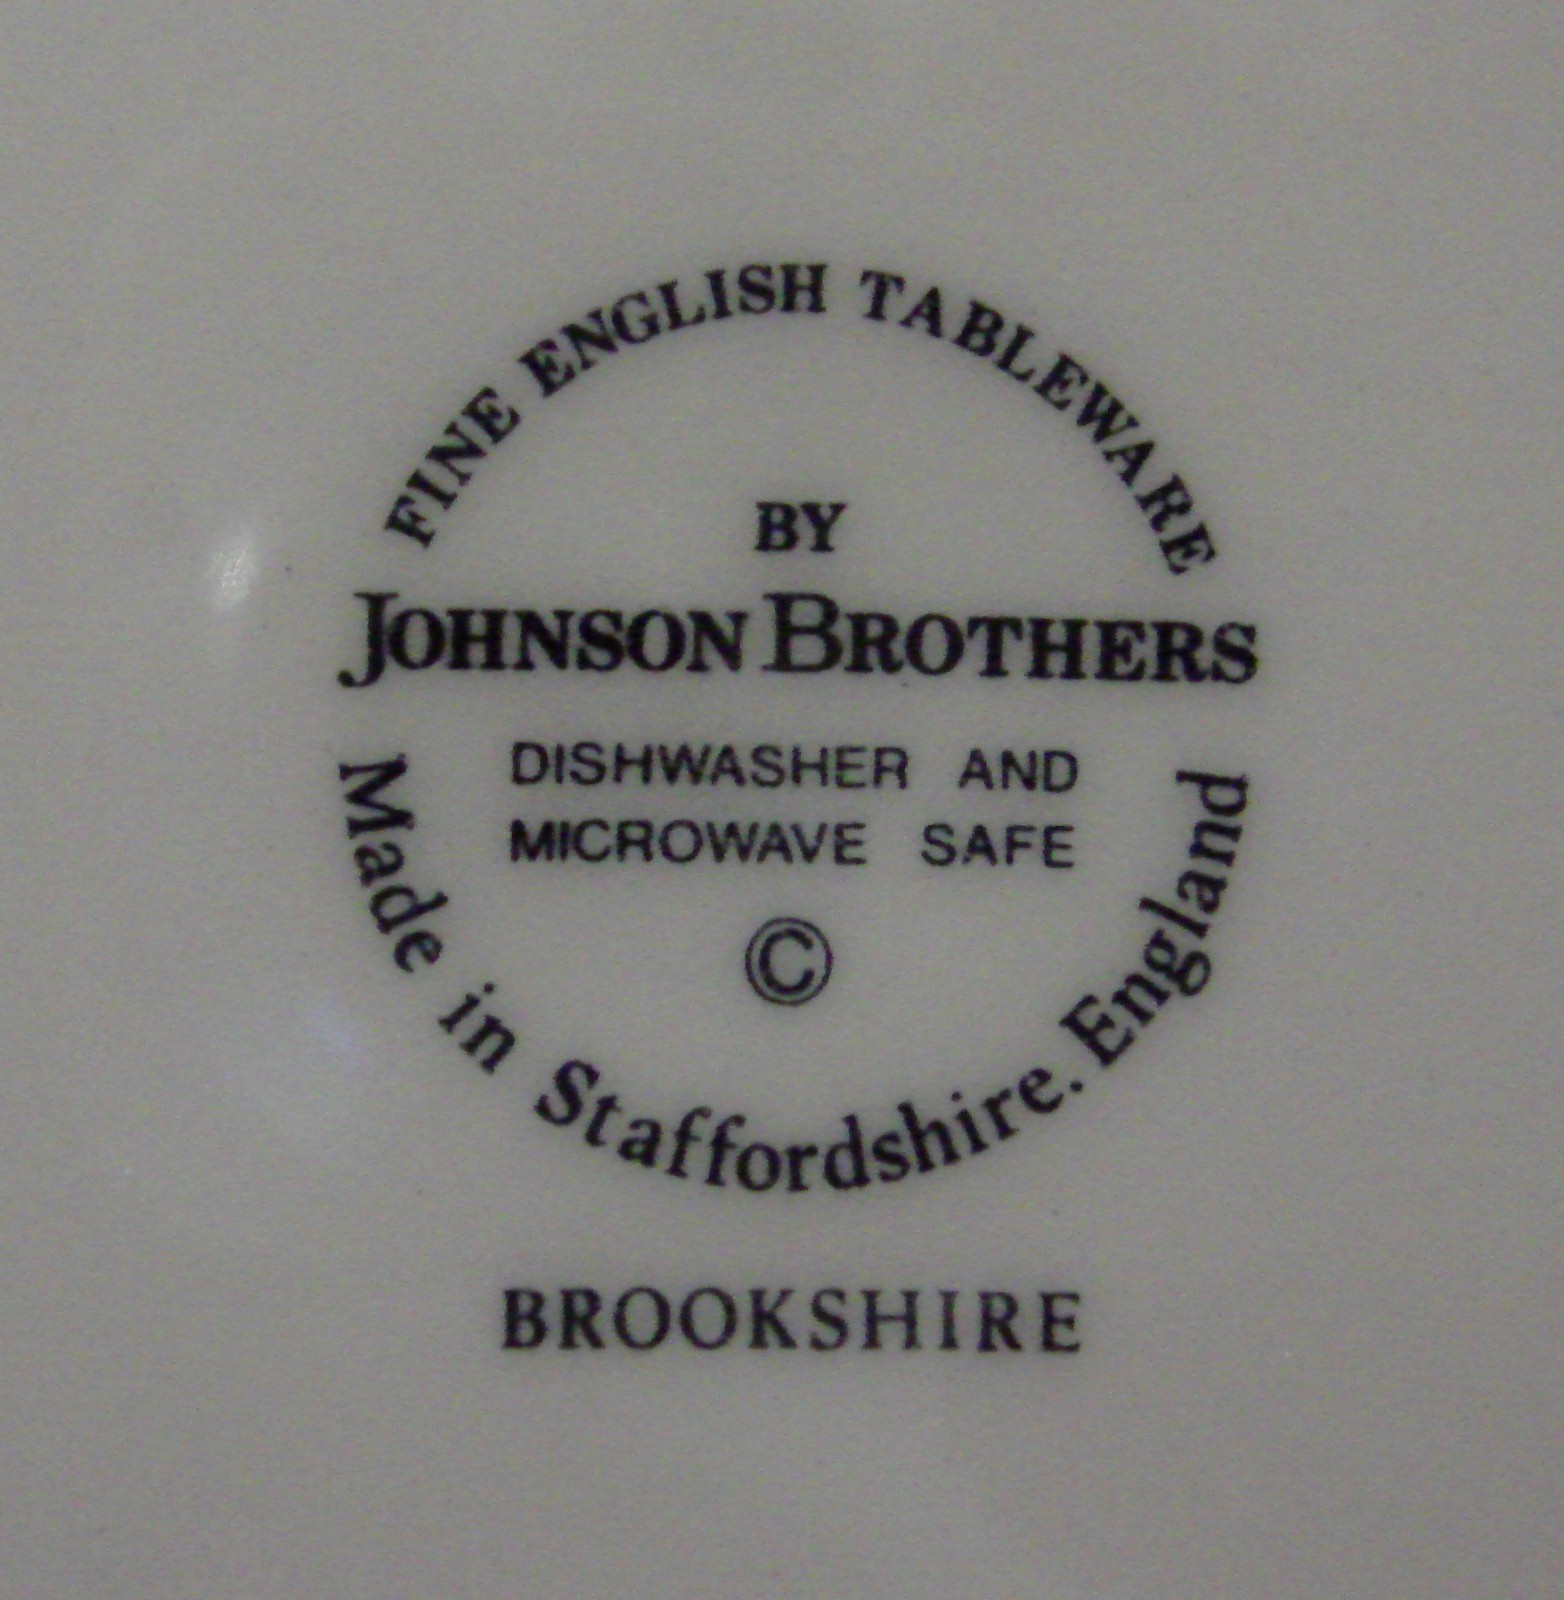 FINE ENGLISH TABLEWARE
BY
JOHNSON BROTHERS
DISHWASHER AND
MICROWAVE SAFE
©
Made in Staffordshire. England
BROOKSHIRE